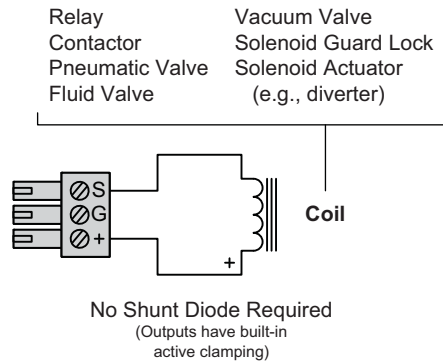 Relay
Contactor
Pneumatic Valve
Fluid Valve
Vacuum Valve
Solenoid Guard Lock
Solenoid Actuator
(e.g., diverter)
S
G
+
+
Coil
No Shunt Diode Required
(Outputs have built-in
active clamping)